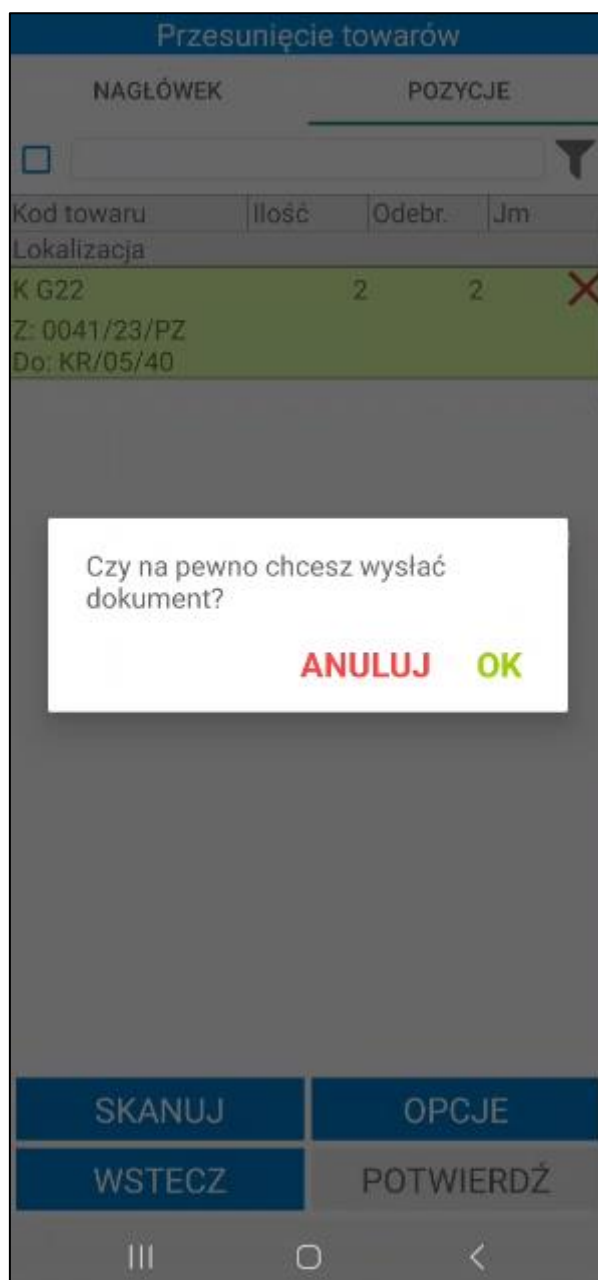 Przesunięcie towarów
NAGŁÓWEK POZYCJE
Kod towaru Ilość Odebr. Jm
Lokalizacja
K G22 2 2
Z: 0041/23/PZ
Do: KR/05/40
Czy na pewno chcesz wysłać
dokument?
ANULUJ OK
SKANUJ OPCJE
WSTECZ POTWIERDŹ